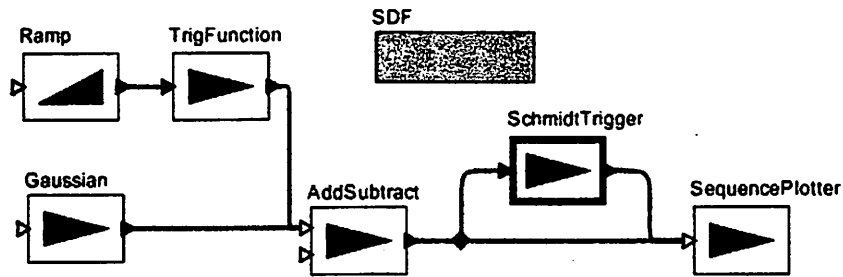 SDF
Ramp
TrigFunction
SchmidtTrigger
Gaussian
AddSubtract
SequencePlotter